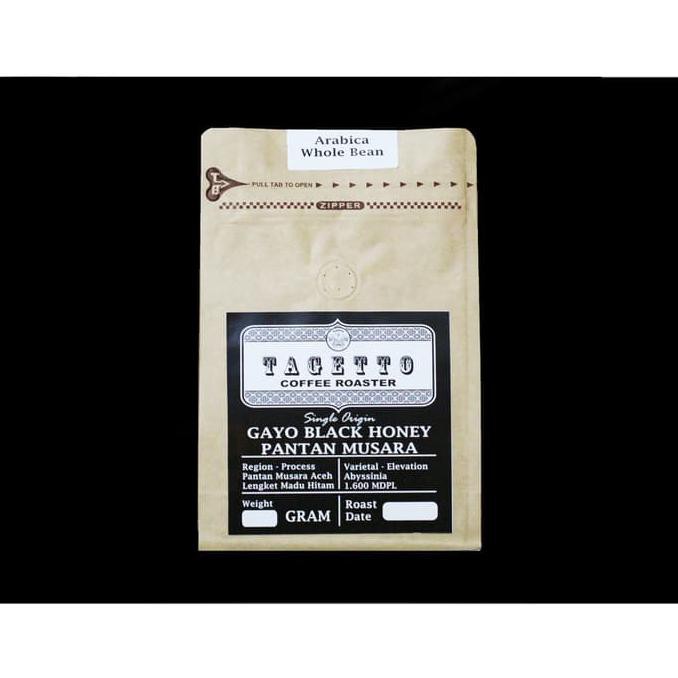 Arabica
Whole Bean
T
B
PULL TAB TO OPEN
ZIPPER
TAGETTO
COFFEE ROASTER
Single Origin
GAYO BLACK HONEY
PANTAN MUSARA
Region - Process
Pantan Musara Aceh
Lengket Madu Hitam
Varietal - Elevation
Abyssinia
1.600 MDPL
Weight
GRAM
Roast
Date